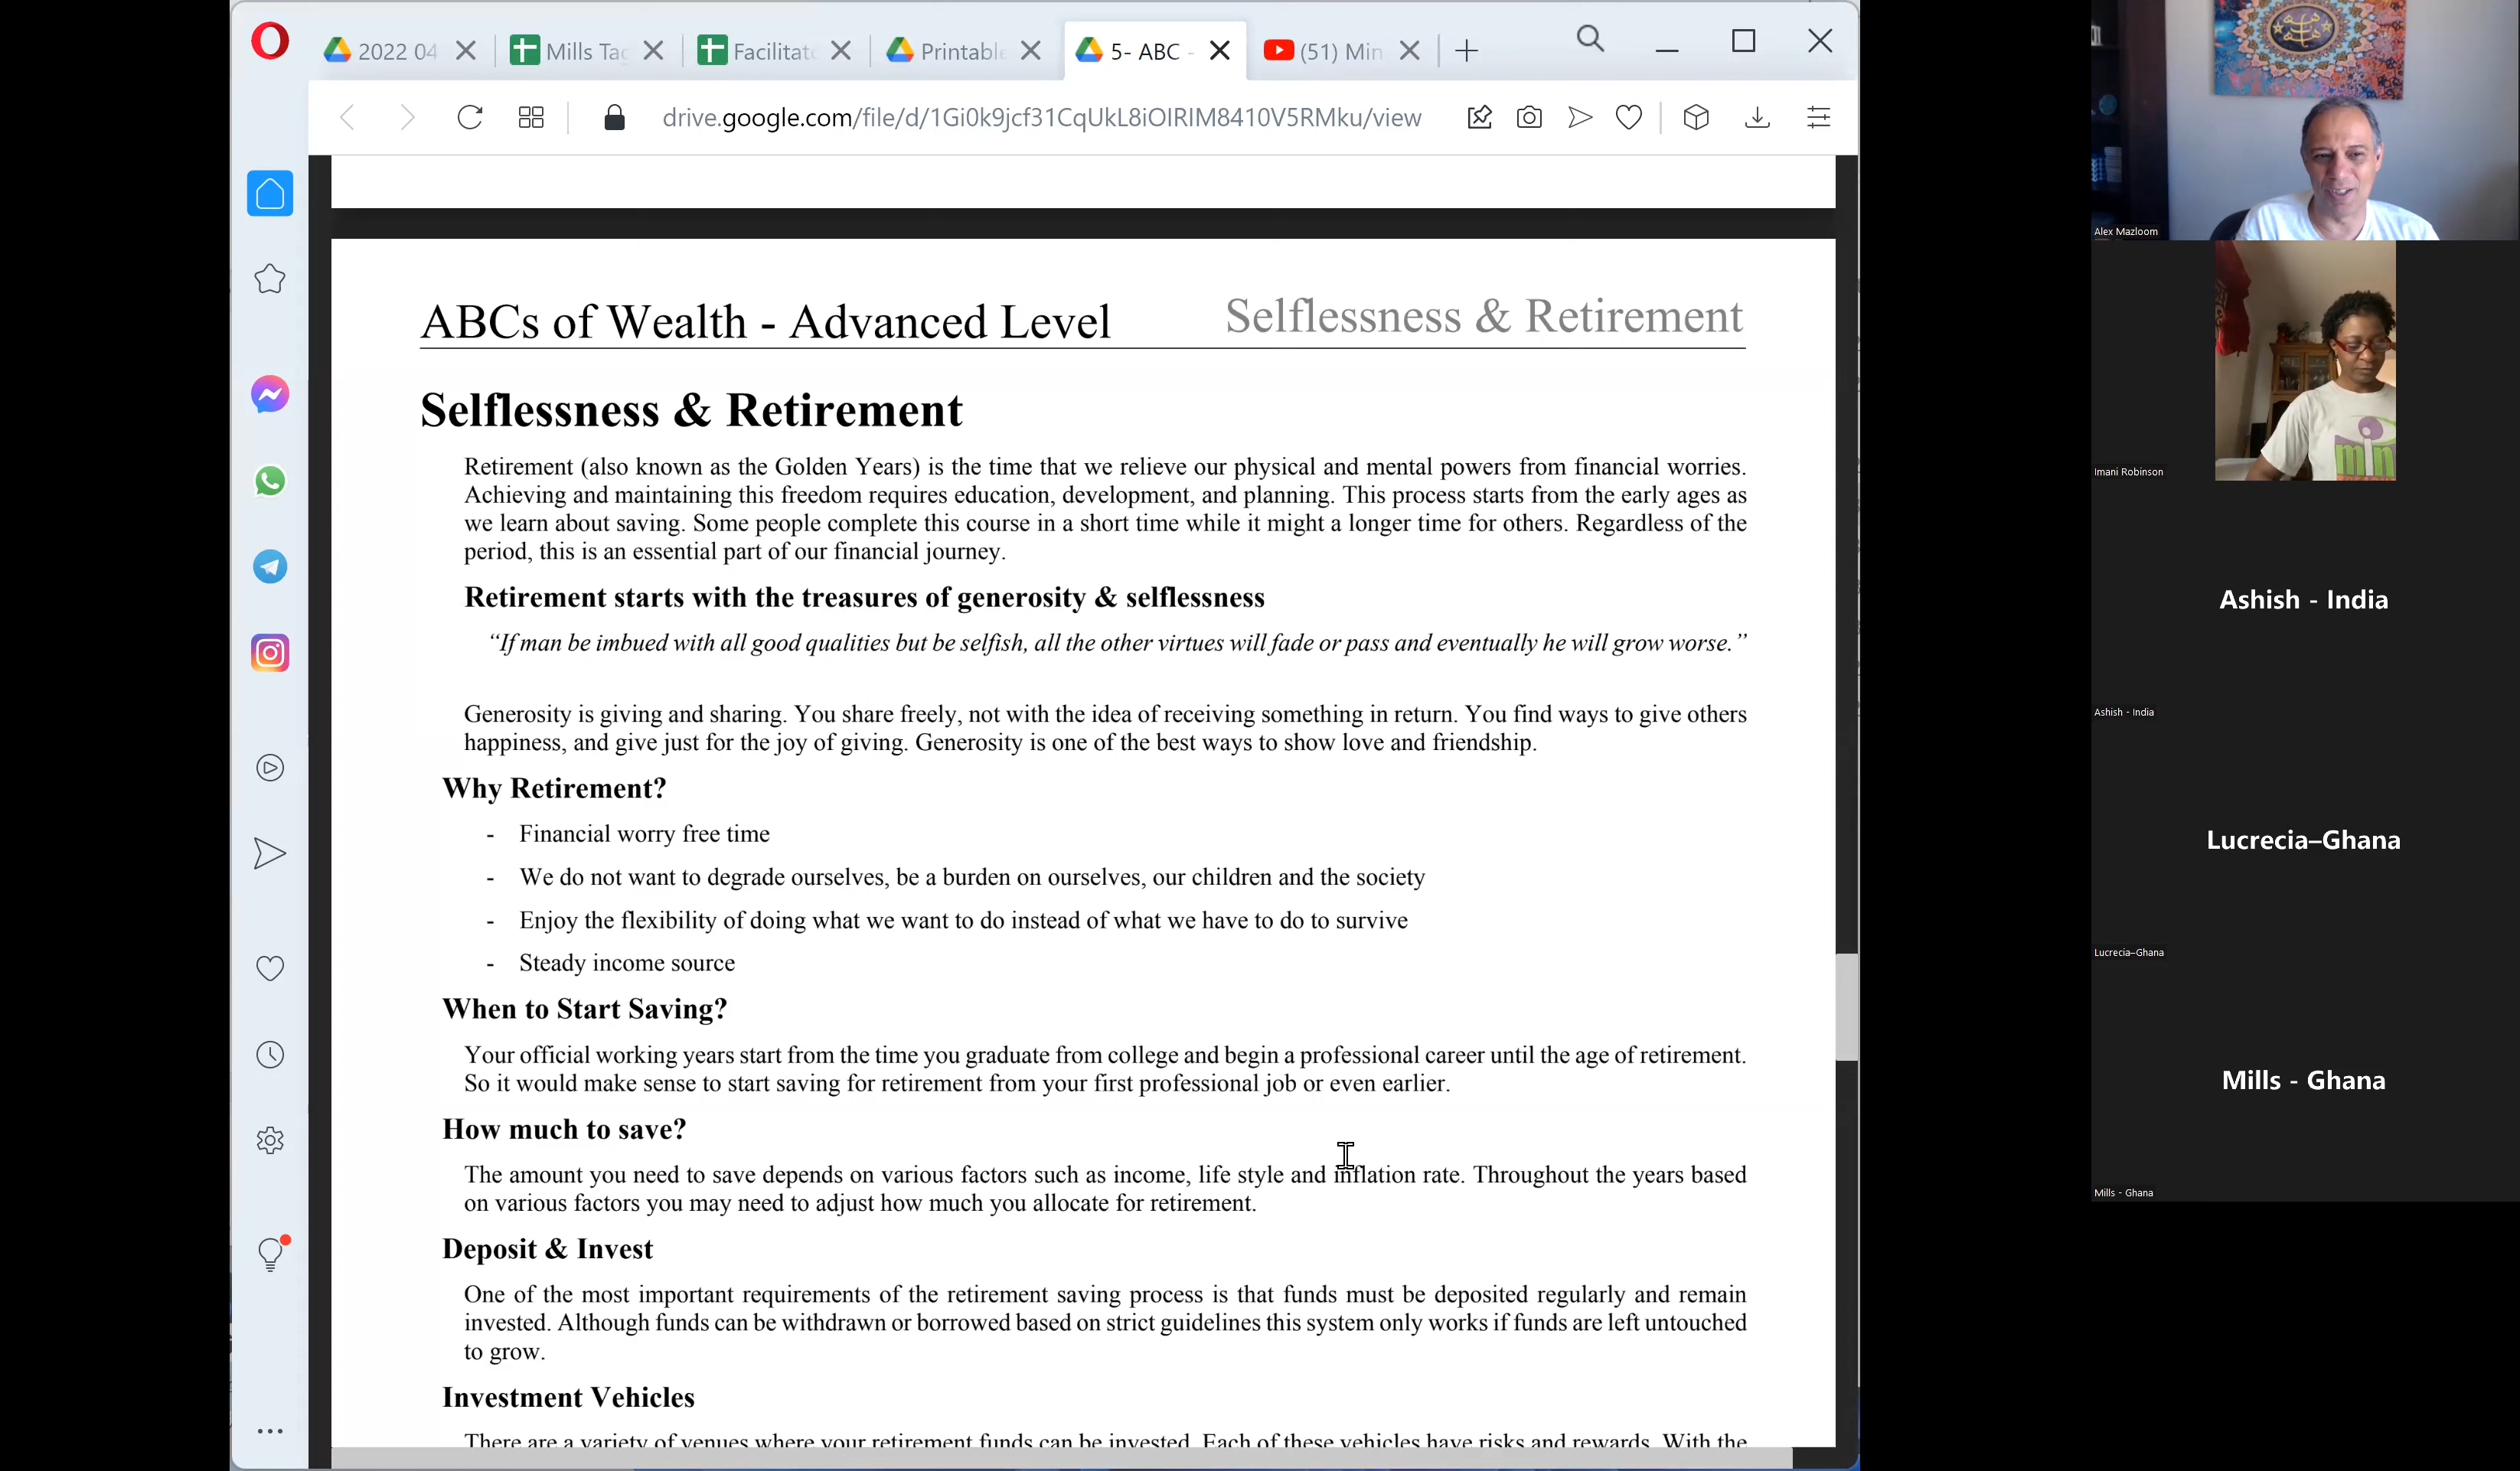 2022 04
Mills Tac
Facilitato
Printable
5- ABC -
(51) Min
drive.google.com/file/d/1Gi0k9jcf31CqUkL8iOIRIM8410V5RMku/view
ABCs of Wealth - Advanced Level
Selflessness & Retirement
Selflessness & Retirement
Retirement (also known as the Golden Years) is the time that we relieve our physical and mental powers from financial worries.
Achieving and maintaining this freedom requires education, development, and planning. This process starts from the early ages as
we learn about saving. Some people complete this course in a short time while it might a longer time for others. Regardless of the
period, this is an essential part of our financial journey.
Retirement starts with the treasures of generosity & selflessness
“If man be imbued with all good qualities but be selfish, all the other virtues will fade or pass and eventually he will grow worse.”
Generosity is giving and sharing. You share freely, not with the idea of receiving something in return. You find ways to give others
happiness, and give just for the joy of giving. Generosity is one of the best ways to show love and friendship.
Why Retirement?
- Financial worry free time
- We do not want to degrade ourselves, be a burden on ourselves, our children and the society
- Enjoy the flexibility of doing what we want to do instead of what we have to do to survive
- Steady income source
When to Start Saving?
Your official working years start from the time you graduate from college and begin a professional career until the age of retirement.
So it would make sense to start saving for retirement from your first professional job or even earlier.
How much to save?
The amount you need to save depends on various factors such as income, life style and inflation rate. Throughout the years based
on various factors you may need to adjust how much you allocate for retirement.
Deposit & Invest
One of the most important requirements of the retirement saving process is that funds must be deposited regularly and remain
invested. Although funds can be withdrawn or borrowed based on strict guidelines this system only works if funds are left untouched
to grow.
Investment Vehicles
There are a variety of venues where your retirement funds can be invested. Each of these vehicles have risks and rewards. With the
Alex Mazloom
Imani Robinson
min
Ashish - India
Ashish - India
Lucrecia–Ghana
Lucrecia–Ghana
Mills - Ghana
Mills - Ghana